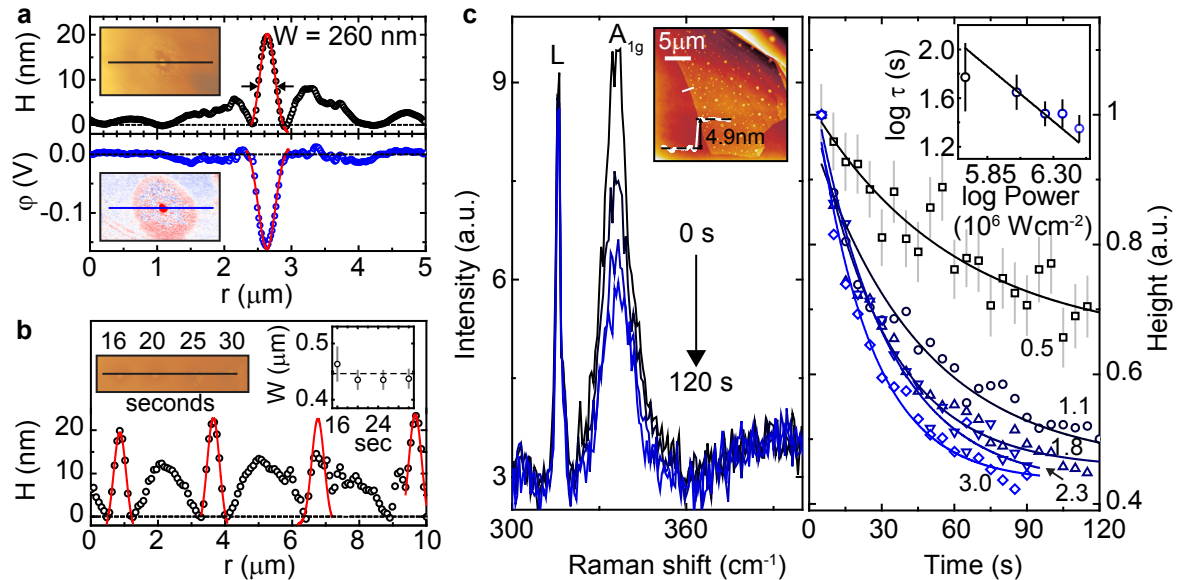 a
W = 260 nm
H (nm)
20
10
0
φ (V)
0.0
-0.1
0 1 2 3 4 5
r (μm)
b
16 20 25 30
seconds
W (μm)
0.5
0.4
16 24
sec
H (nm)
20
10
0
0 2 4 6 8 10
r (μm)
c
L
A1g
5μm
4.9nm
0 s
120 s
Intensity (a.u.)
9
6
3
300 360
Raman shift (cm-1)
log τ (s)
2.0
1.6
1.2
5.85 6.30
log Power
(10^6 Wcm-2)
0.5
1.1
1.8
2.3
3.0
1
0.8
0.6
0.4
Height (a.u.)
0 30 60 90 120
Time (s)